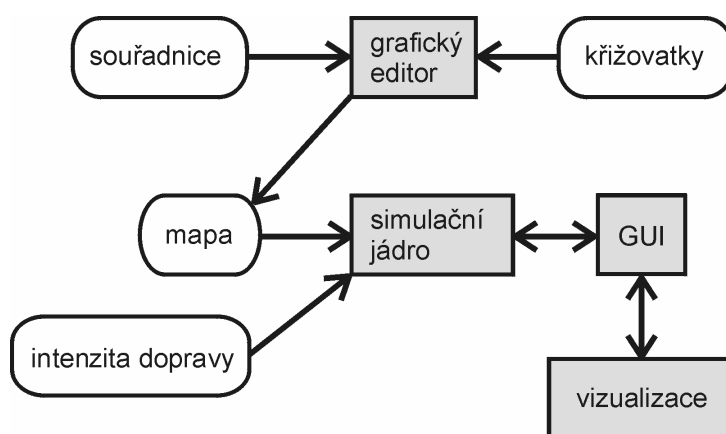 souřadnice
grafický
editor
křižovatky
mapa
simulační
jádro
GUI
intenzita dopravy
vizualizace